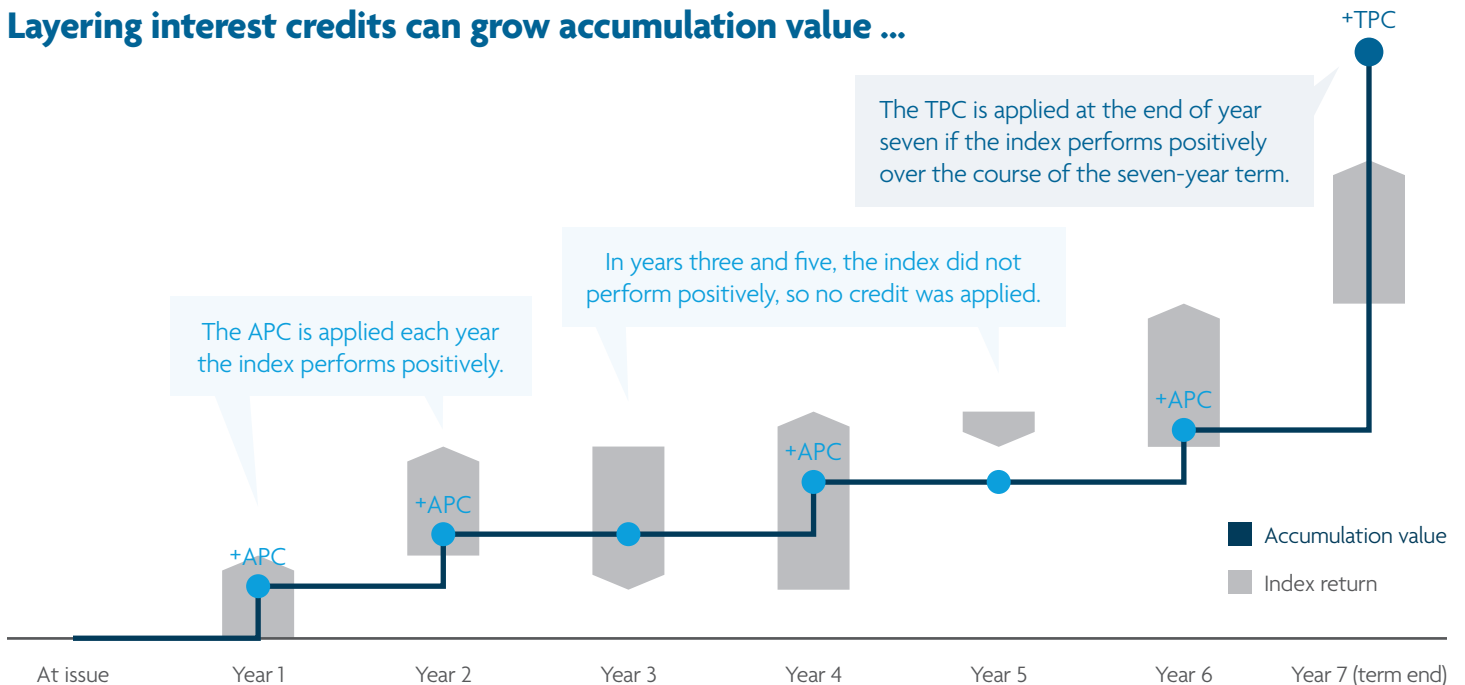 Layering interest credits can grow accumulation value ...
+TPC
The TPC is applied at the end of year
seven if the index performs positively
over the course of the seven-year term.
In years three and five, the index did not
perform positively, so no credit was applied.
The APC is applied each year
the index performs positively.
+APC
+APC
+APC
+APC
Accumulation value
Index return
At issue
Year 1
Year 2
Year 3
Year 4
Year 5
Year 6
Year 7 (term end)